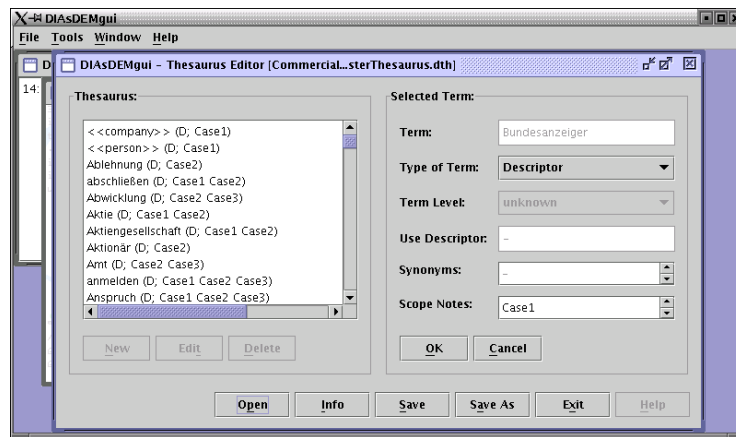 DIAsDEMgui
File Tools Window Help
D
DIAsDEMgui – Thesaurus Editor [Commercial...sterThesaurus.dth]
14:
Thesaurus:
<<company>> (D; Case1)
<<person>> (D; Case1)
Ablehnung (D; Case2)
abschließen (D; Case1 Case2)
Abwicklung (D; Case2 Case3)
Aktie (D; Case1 Case2)
Aktiengesellschaft (D; Case1 Case2)
Aktionär (D; Case2)
Amt (D; Case2 Case3)
anmelden (D; Case1 Case2 Case3)
Anspruch (D; Case1 Case2 Case3)
New Edit Delete
Selected Term:
Term: Bundesanzeiger
Type of Term: Descriptor
Term Level: unknown
Use Descriptor: –
Synonyms: –
Scope Notes: Case1
OK Cancel
Open Info Save Save As Exit Help